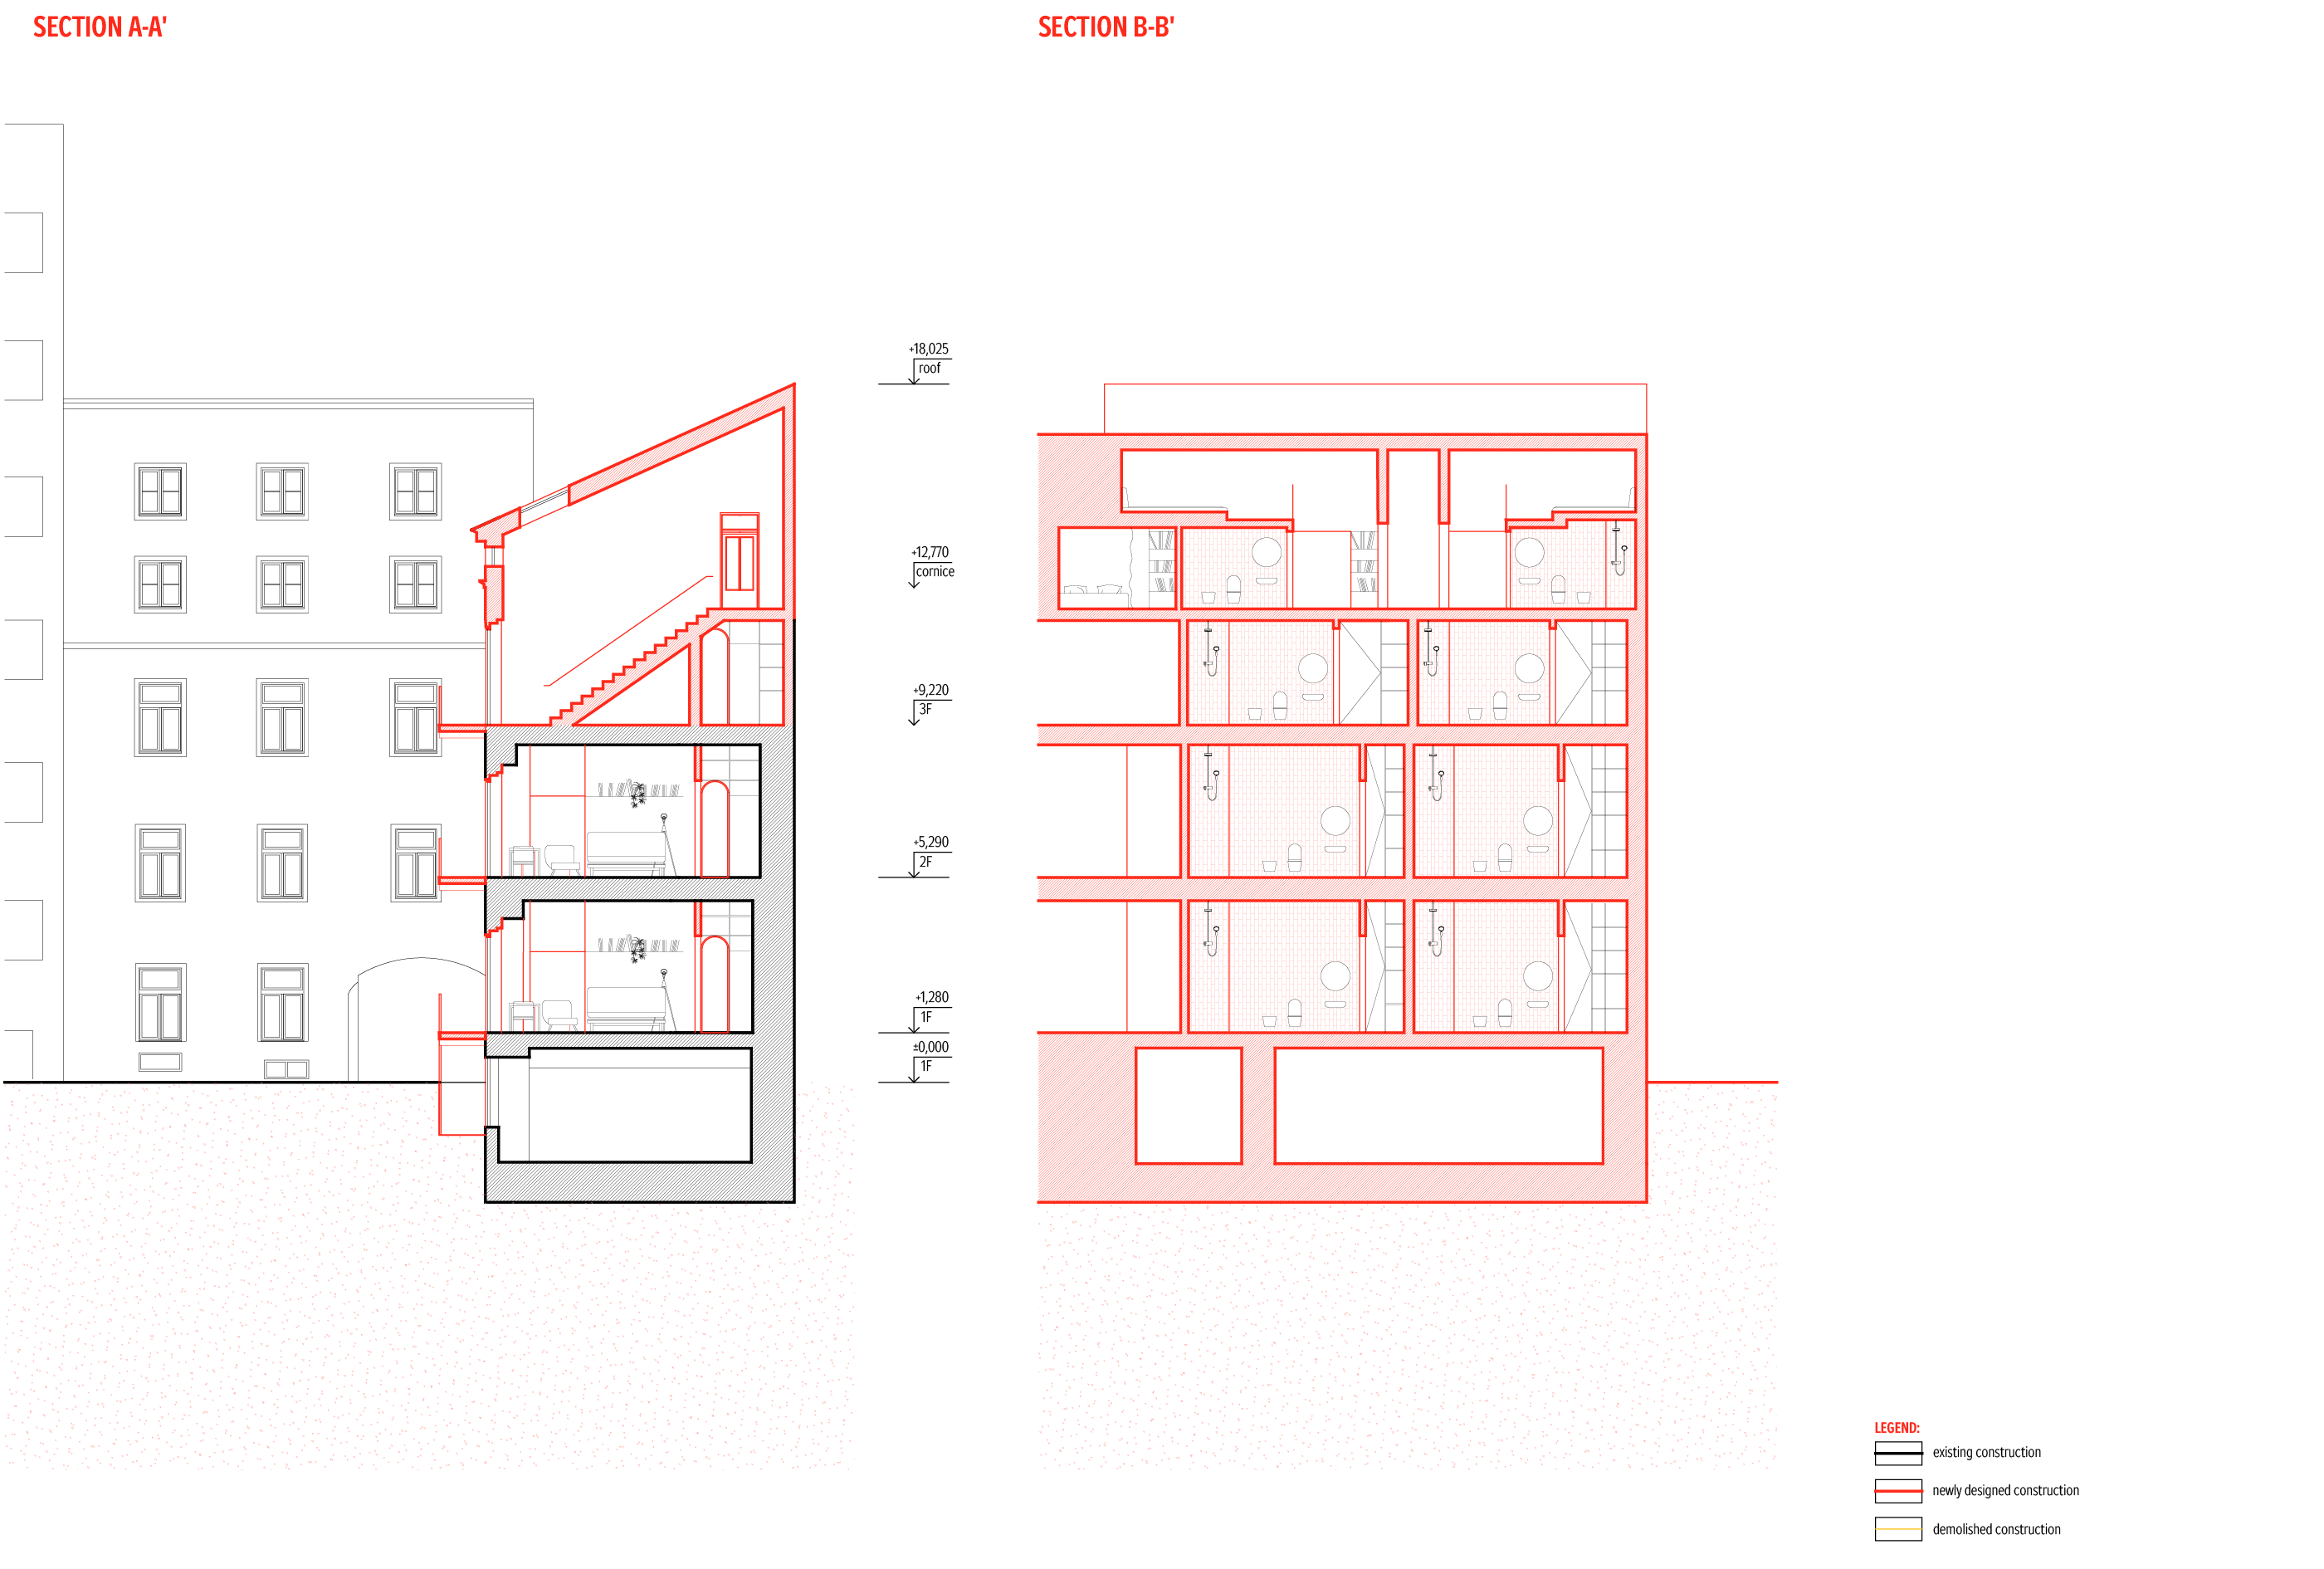 SECTION A-A'
SECTION B-B'
+18,025
roof
+12,770
cornice
+9,220
3F
+5,290
2F
+1,280
1F
±0,000
1F
LEGEND:
existing construction
newly designed construction
demolished construction